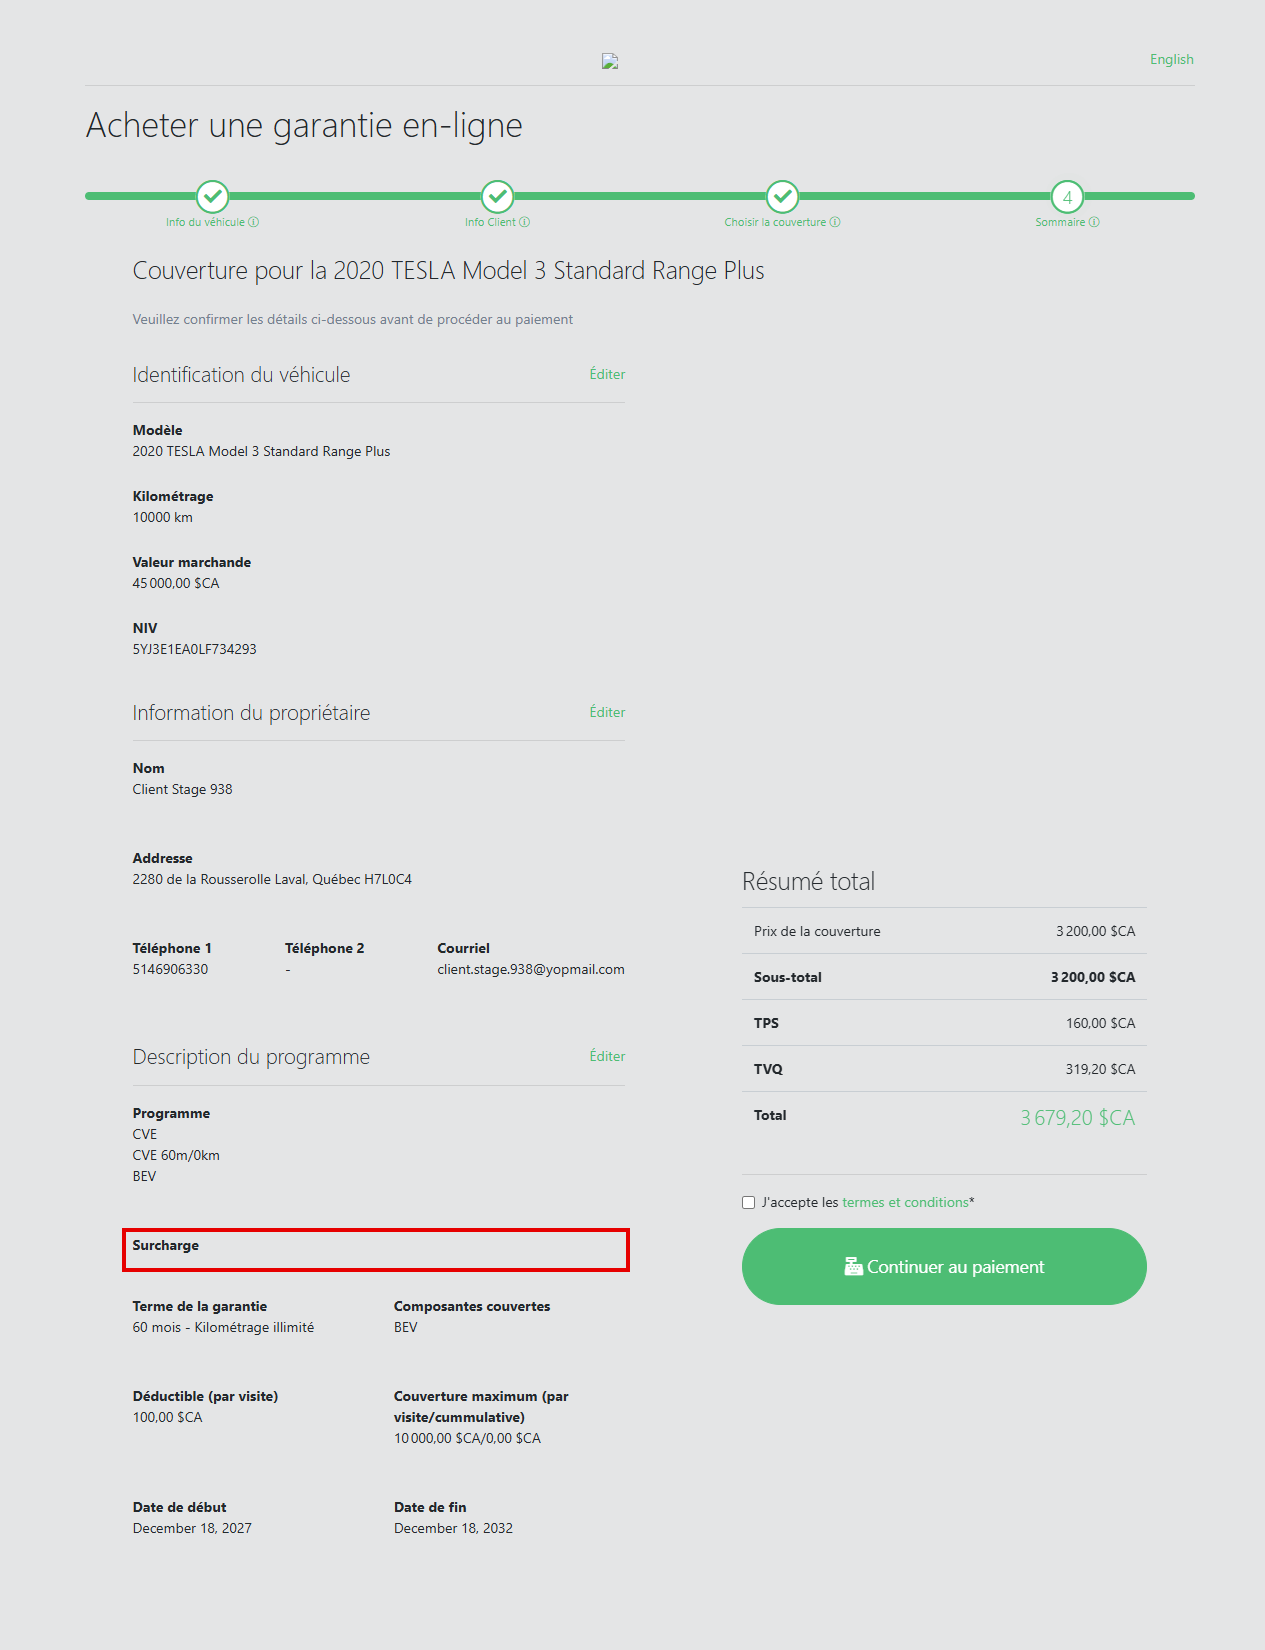 English
Acheter une garantie en-ligne
4
Info du véhicule ⓘ
Info Client ⓘ
Choisir la couverture ⓘ
Sommaire ⓘ
Couverture pour la 2020 TESLA Model 3 Standard Range Plus
Veuillez confirmer les détails ci-dessous avant de procéder au paiement
Identification du véhicule Éditer
Modèle
2020 TESLA Model 3 Standard Range Plus
Kilométrage
10000 km
Valeur marchande
45 000,00 $CA
NIV
5YJ3E1EA0LF734293
Information du propriétaire Éditer
Nom
Client Stage 938
Addresse
2280 de la Rousserolle Laval, Québec H7L0C4
Téléphone 1 Téléphone 2 Courriel
5146906330 - client.stage.938@yopmail.com
Description du programme Éditer
Programme
CVE
CVE 60m/0km
BEV
Surcharge
Terme de la garantie Composantes couvertes
60 mois - Kilométrage illimité BEV
Déductible (par visite) Couverture maximum (par
100,00 $CA visite/cummulative)
10 000,00 $CA/0,00 $CA
Date de début Date de fin
December 18, 2027 December 18, 2032
Résumé total
Prix de la couverture 3 200,00 $CA
Sous-total 3 200,00 $CA
TPS 160,00 $CA
TVQ 319,20 $CA
Total 3 679,20 $CA
J'accepte les termes et conditions*
Continuer au paiement